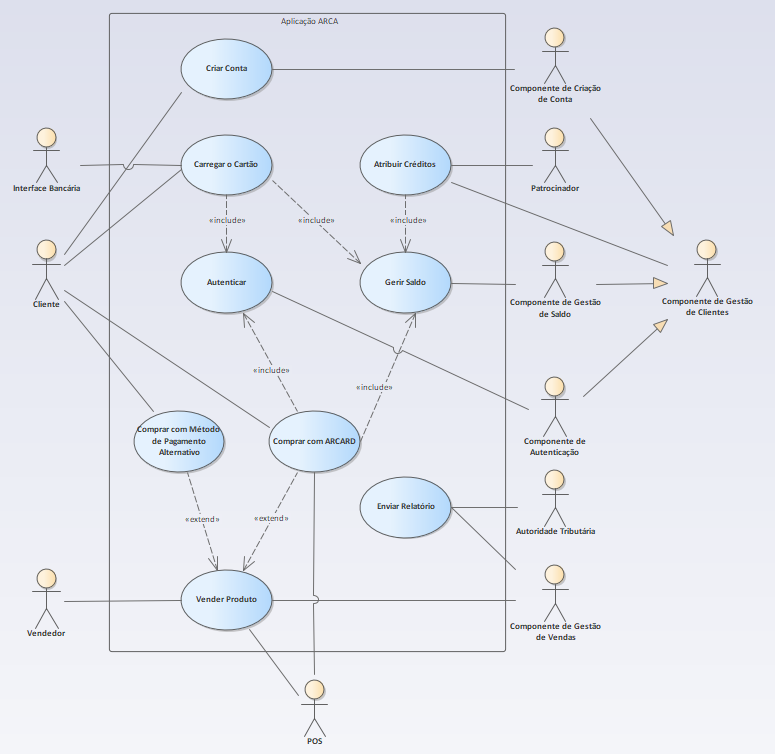 Aplicação ARCA
Criar Conta
Componente de Criação
de Conta
Carregar o Cartão
Atribuir Créditos
Interface Bancária
Patrocinador
«include»
«include»
«include»
Autenticar
Gerir Saldo
Cliente
Componente de Gestão
de Saldo
Componente de Gestão
de Clientes
«include»
«include»
Comprar com Método
de Pagamento
Alternativo
Comprar com ARCARD
Componente de
Autenticação
Enviar Relatório
«extend»
«extend»
Autoridade Tributária
Vender Produto
Vendedor
Componente de Gestão
de Vendas
POS